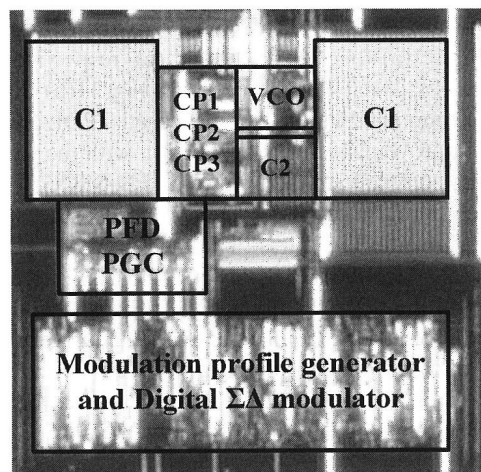 C1
CP1
CP2
CP3
VCO
C2
C1
PFD
PGC
Modulation profile generator
and Digital ΣΔ modulator